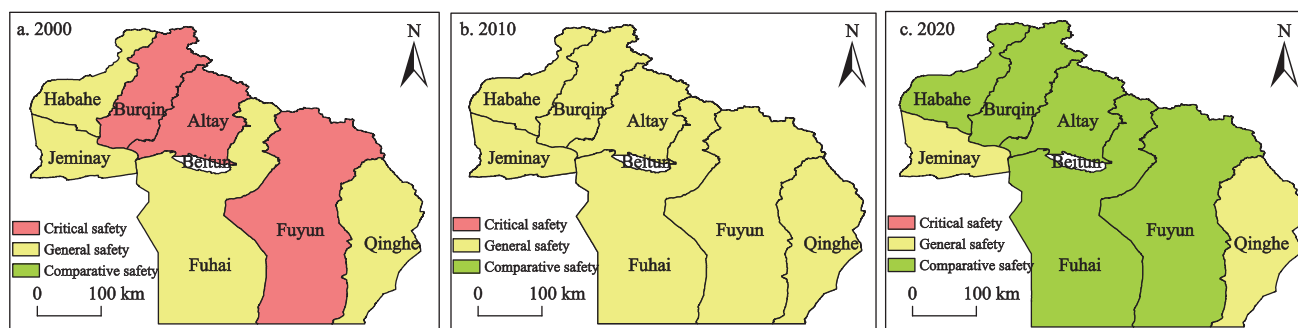 a. 2000
N
Habahe
Burqin
Altay
Jeminay
Beitun
Fuyun
Qinghe
Fuhai
Critical safety
General safety
Comparative safety
0 100 km
b. 2010
N
Habahe
Burqin
Altay
Jeminay
Beitun
Fuyun
Qinghe
Fuhai
Critical safety
General safety
Comparative safety
0 100 km
c. 2020
N
Habahe
Burqin
Altay
Jeminay
Beitun
Fuyun
Qinghe
Fuhai
Critical safety
General safety
Comparative safety
0 100 km